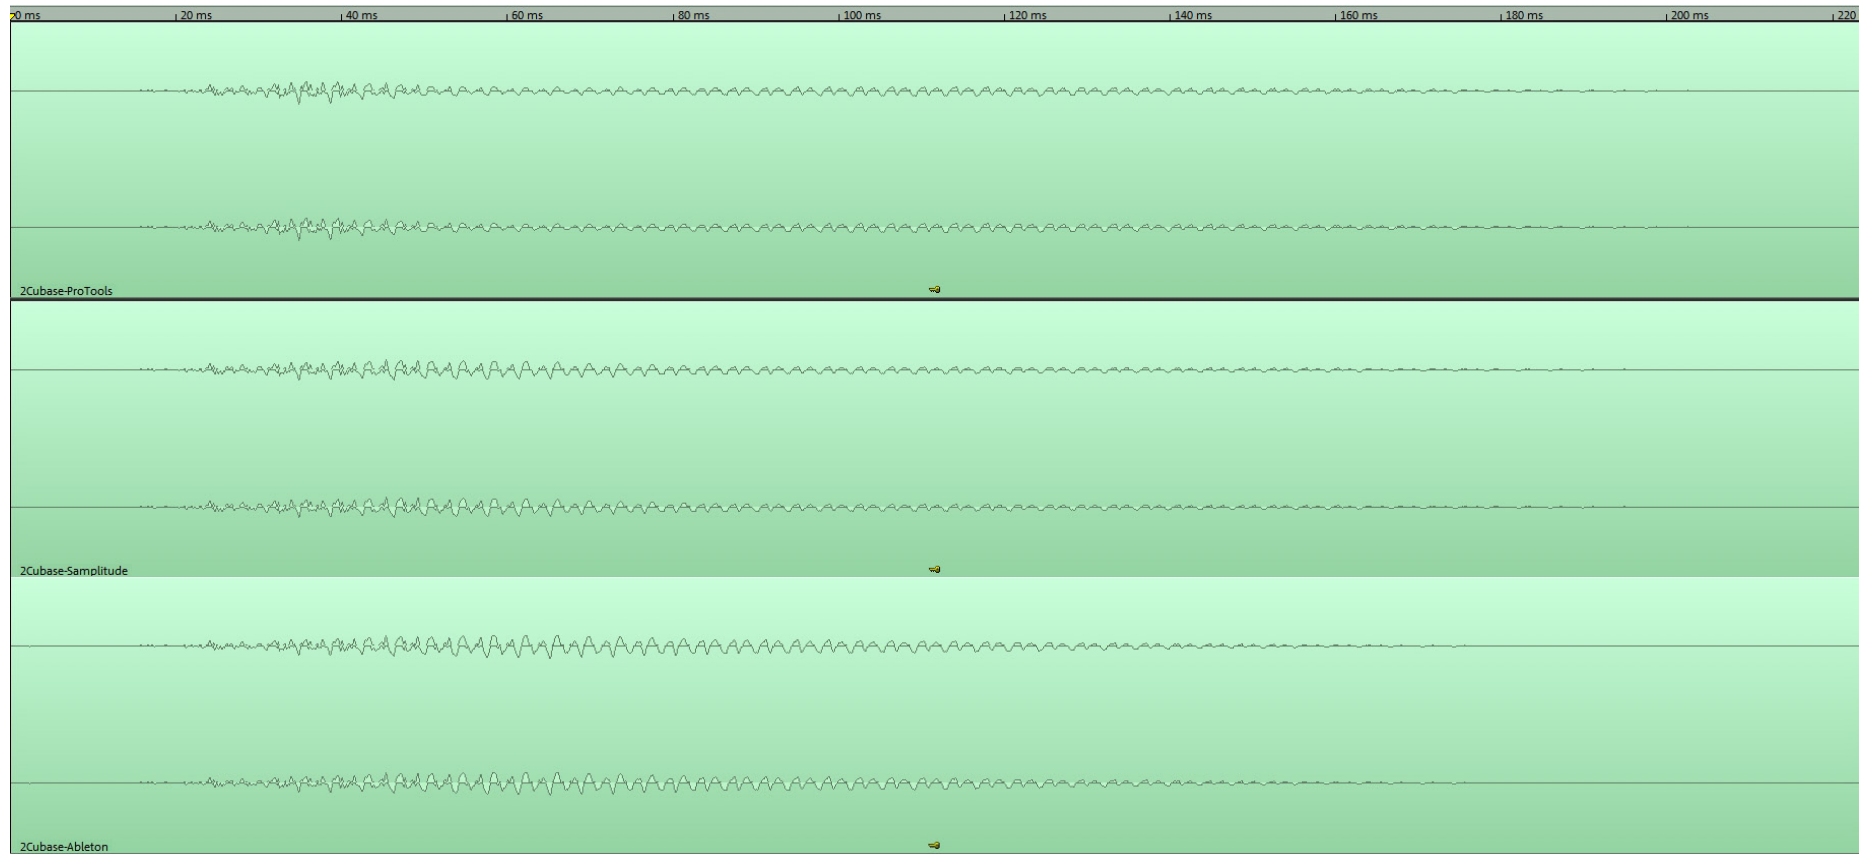 0 ms 20 ms 40 ms 60 ms 80 ms 100 ms 120 ms 140 ms 160 ms 180 ms 200 ms 220
2Cubase-ProTools
2Cubase-Samplitude
2Cubase-Ableton